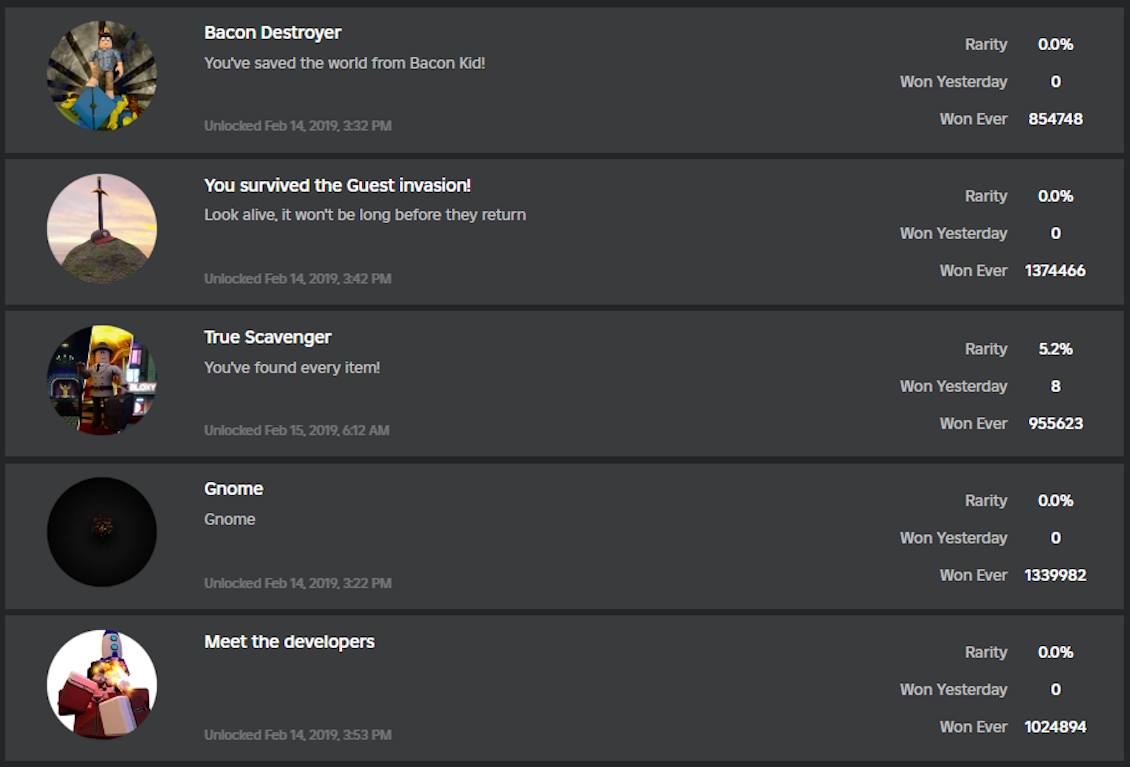 Bacon Destroyer
You've saved the world from Bacon Kid!
Unlocked Feb 14, 2019, 3:32 PM
Rarity 0.0%
Won Yesterday 0
Won Ever 854748
You survived the Guest invasion!
Look alive, it won't be long before they return
Unlocked Feb 14, 2019, 3:42 PM
Rarity 0.0%
Won Yesterday 0
Won Ever 1374466
True Scavenger
You've found every item!
Unlocked Feb 15, 2019, 6:12 AM
BLOXY
Rarity 5.2%
Won Yesterday 8
Won Ever 955623
Gnome
Gnome
Unlocked Feb 14, 2019, 3:22 PM
Rarity 0.0%
Won Yesterday 0
Won Ever 1339982
Meet the developers
Unlocked Feb 14, 2019, 3:53 PM
Rarity 0.0%
Won Yesterday 0
Won Ever 1024894